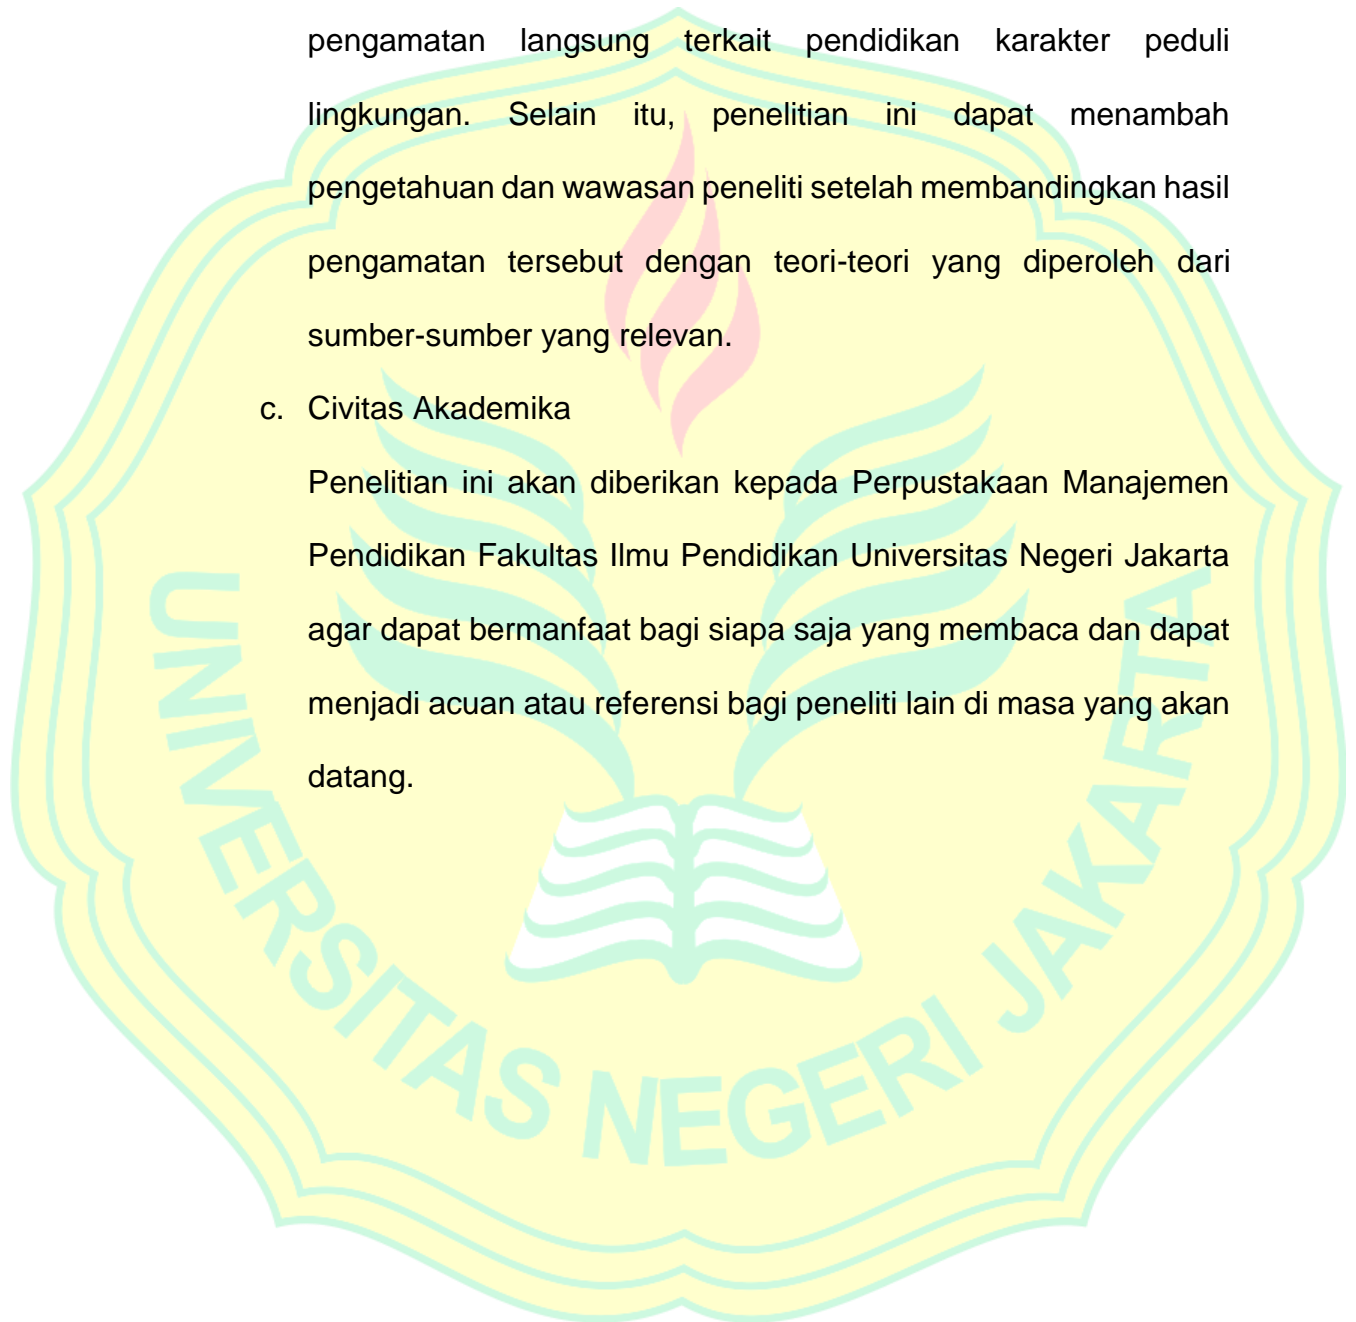 pengamatan langsung terkait pendidikan karakter peduli
lingkungan. Selain itu, penelitian ini dapat menambah
pengetahuan dan wawasan peneliti setelah membandingkan hasil
pengamatan tersebut dengan teori-teori yang diperoleh dari
sumber-sumber yang relevan.
c. Civitas Akademika
Penelitian ini akan diberikan kepada Perpustakaan Manajemen
Pendidikan Fakultas Ilmu Pendidikan Universitas Negeri Jakarta
agar dapat bermanfaat bagi siapa saja yang membaca dan dapat
menjadi acuan atau referensi bagi peneliti lain di masa yang akan
datang.
UNIVERSITAS NEGERI JAKARTA